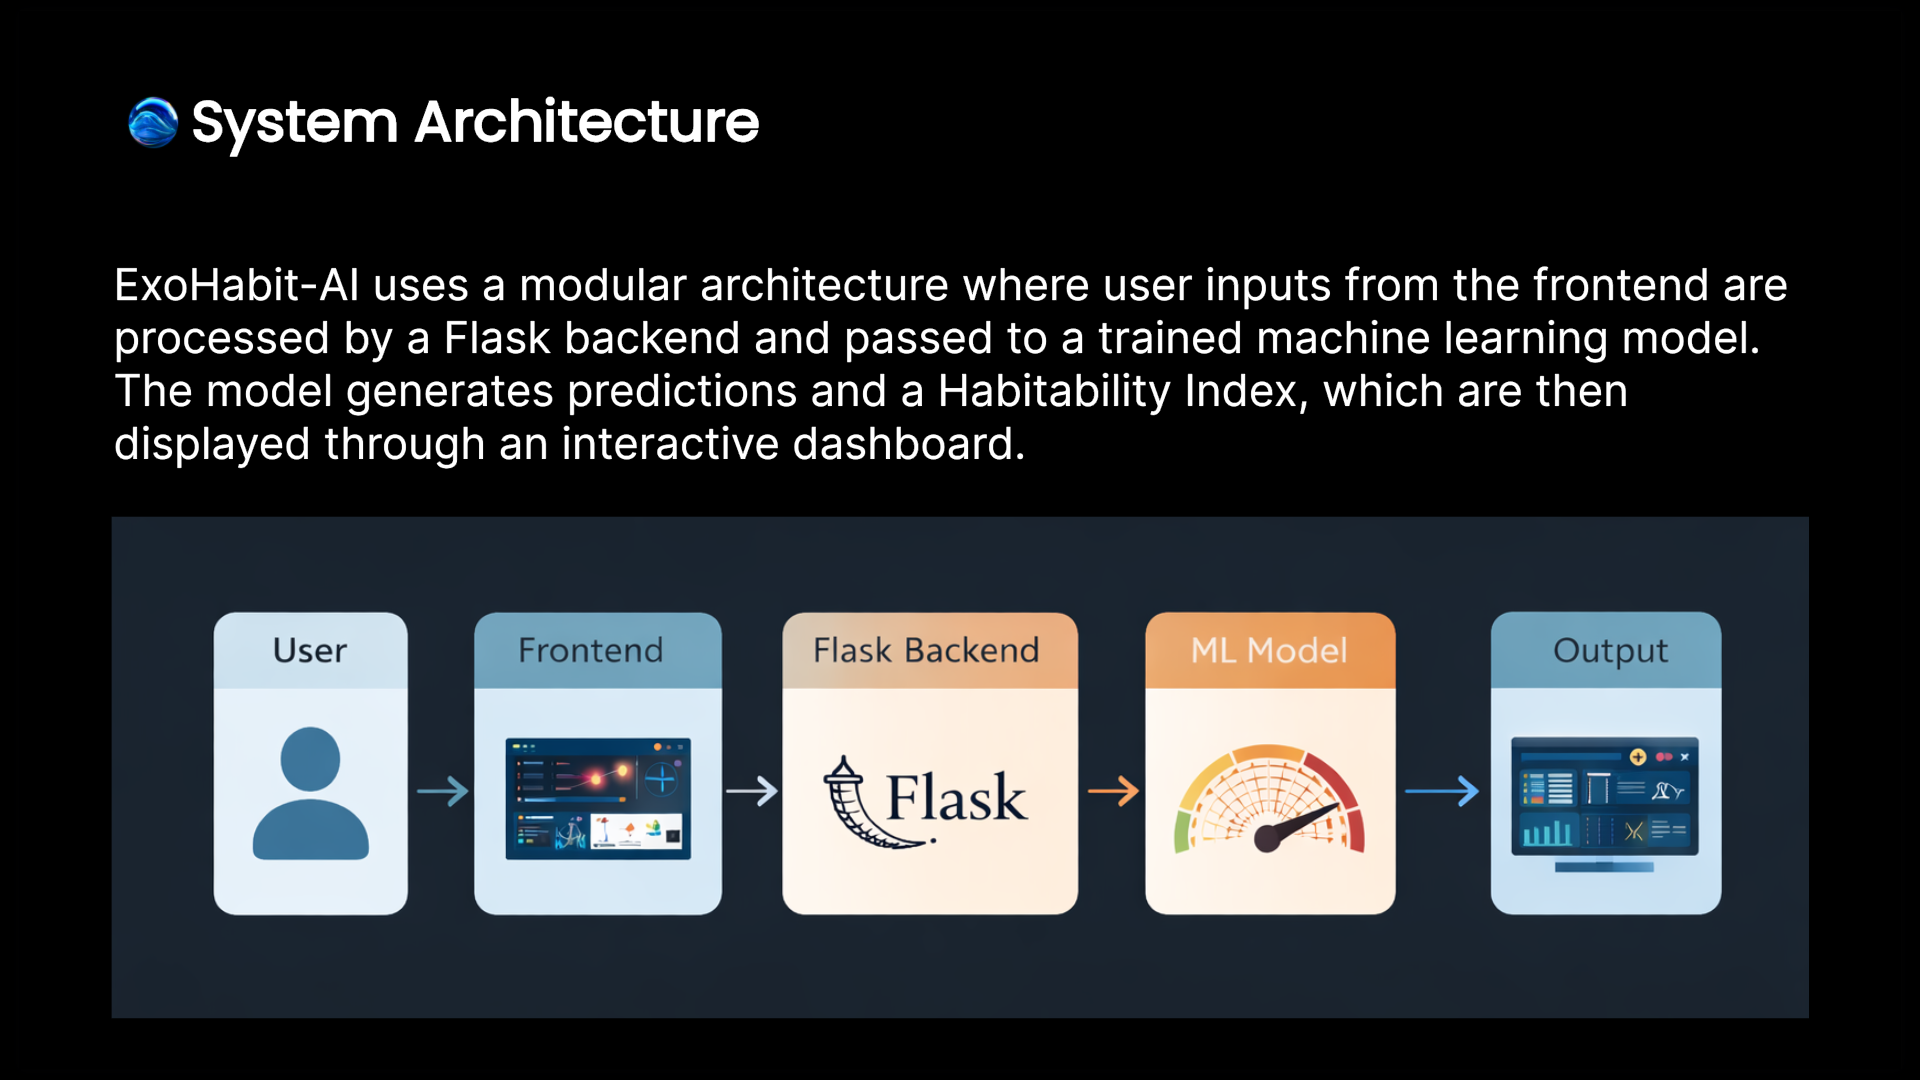 System Architecture
ExoHabit-AI uses a modular architecture where user inputs from the frontend are
processed by a Flask backend and passed to a trained machine learning model.
The model generates predictions and a Habitability Index, which are then
displayed through an interactive dashboard.
User
Frontend
Flask Backend
ML Model
Output
Flask